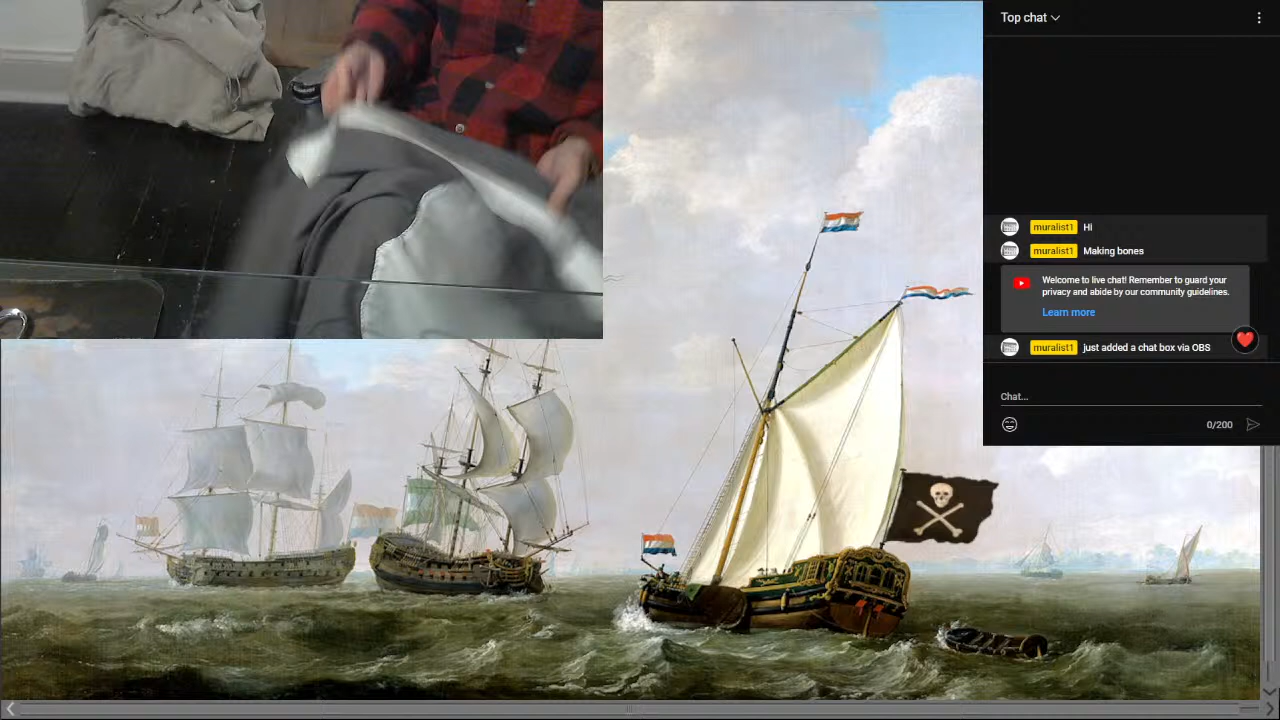 Top chat
muralist1 Hi
muralist1 Making bones
Welcome to live chat! Remember to guard your
privacy and abide by our community guidelines.
Learn more
muralist1 just added a chat box via OBS
Chat...
0/200